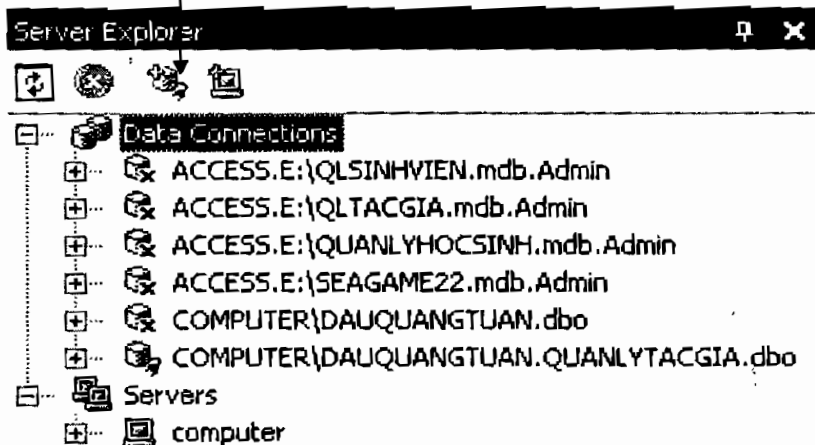 Server Explorer
Data Connections
ACCESS.E:\QLSINHVIEN.mdb.Admin
ACCESS.E:\QLTACGIA.mdb.Admin
ACCESS.E:\QUANLYHOCSINH.mdb.Admin
ACCESS.E:\SEAGAME22.mdb.Admin
COMPUTER\DAUQUANGTUAN.dbo
COMPUTER\DAUQUANGTUAN.QUANLYTACGIA.dbo
Servers
computer